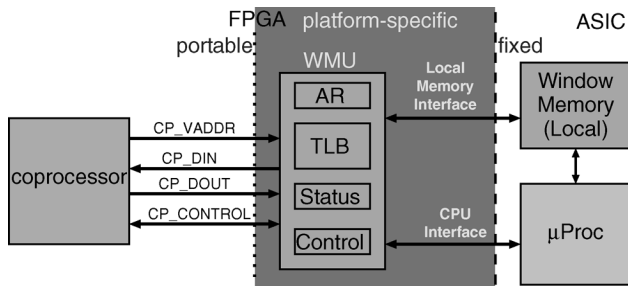 FPGA platform-specific ASIC
portable fixed
WMU
AR
TLB
Status
Control
Local
Memory
Interface
CPU
Interface
Window
Memory
(Local)
μProc
coprocessor
CP_VADDR
CP_DIN
CP_DOUT
CP_CONTROL